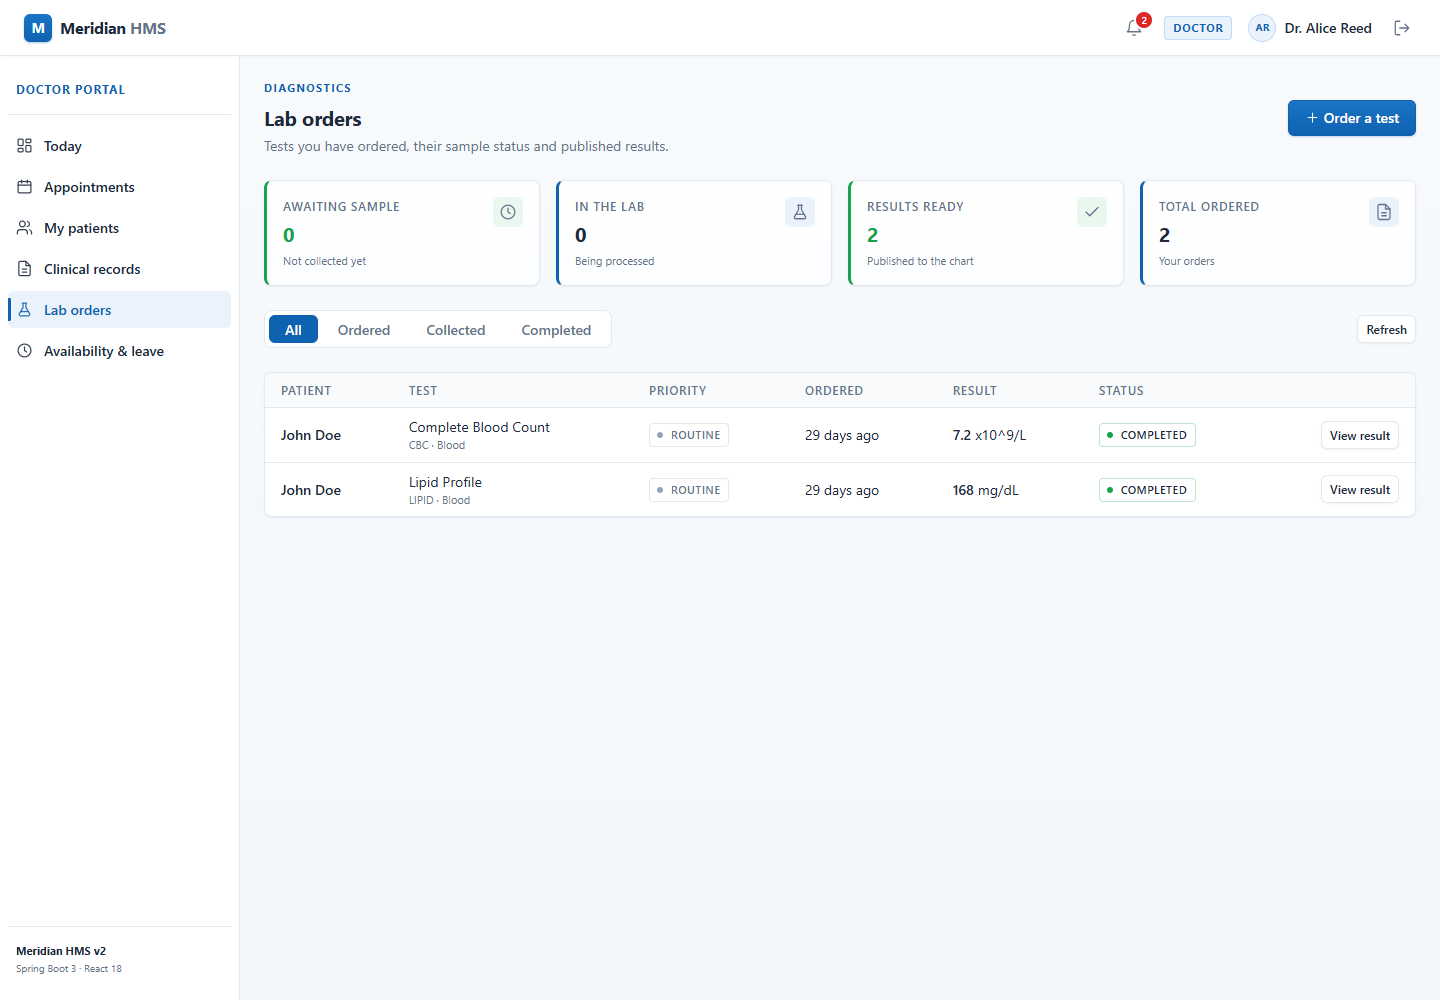 M Meridian HMS
2
DOCTOR
AR Dr. Alice Reed
DOCTOR PORTAL
Today
Appointments
My patients
Clinical records
Lab orders
Availability & leave
Meridian HMS v2
Spring Boot 3 · React 18
DIAGNOSTICS
Lab orders
Tests you have ordered, their sample status and published results.
+ Order a test
AWAITING SAMPLE
0
Not collected yet
IN THE LAB
0
Being processed
RESULTS READY
2
Published to the chart
TOTAL ORDERED
2
Your orders
All Ordered Collected Completed
Refresh
PATIENT TEST PRIORITY ORDERED RESULT STATUS
John Doe Complete Blood Count ROUTINE 29 days ago 7.2 x10^9/L COMPLETED View result
CBC · Blood
John Doe Lipid Profile ROUTINE 29 days ago 168 mg/dL COMPLETED View result
LIPID · Blood